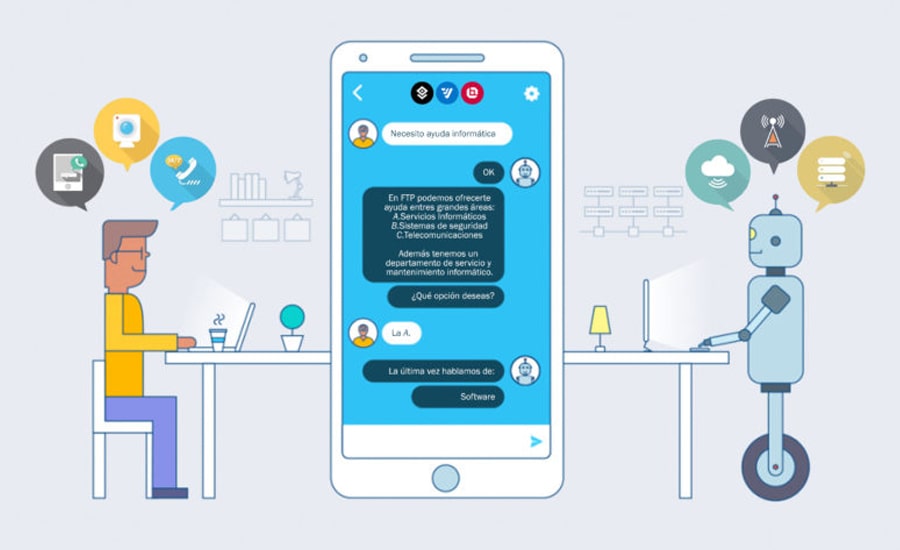 Necesito ayuda informática
OK
En FTP podemos ofrecerte
ayuda entres grandes áreas:
A.Servicios Informáticos
B.Sistemas de seguridad
C.Telecomunicaciones
Además tenemos un
departamento de servicio y
mantenimiento informático.
¿Qué opción deseas?
La A.
La última vez hablamos de:
Software